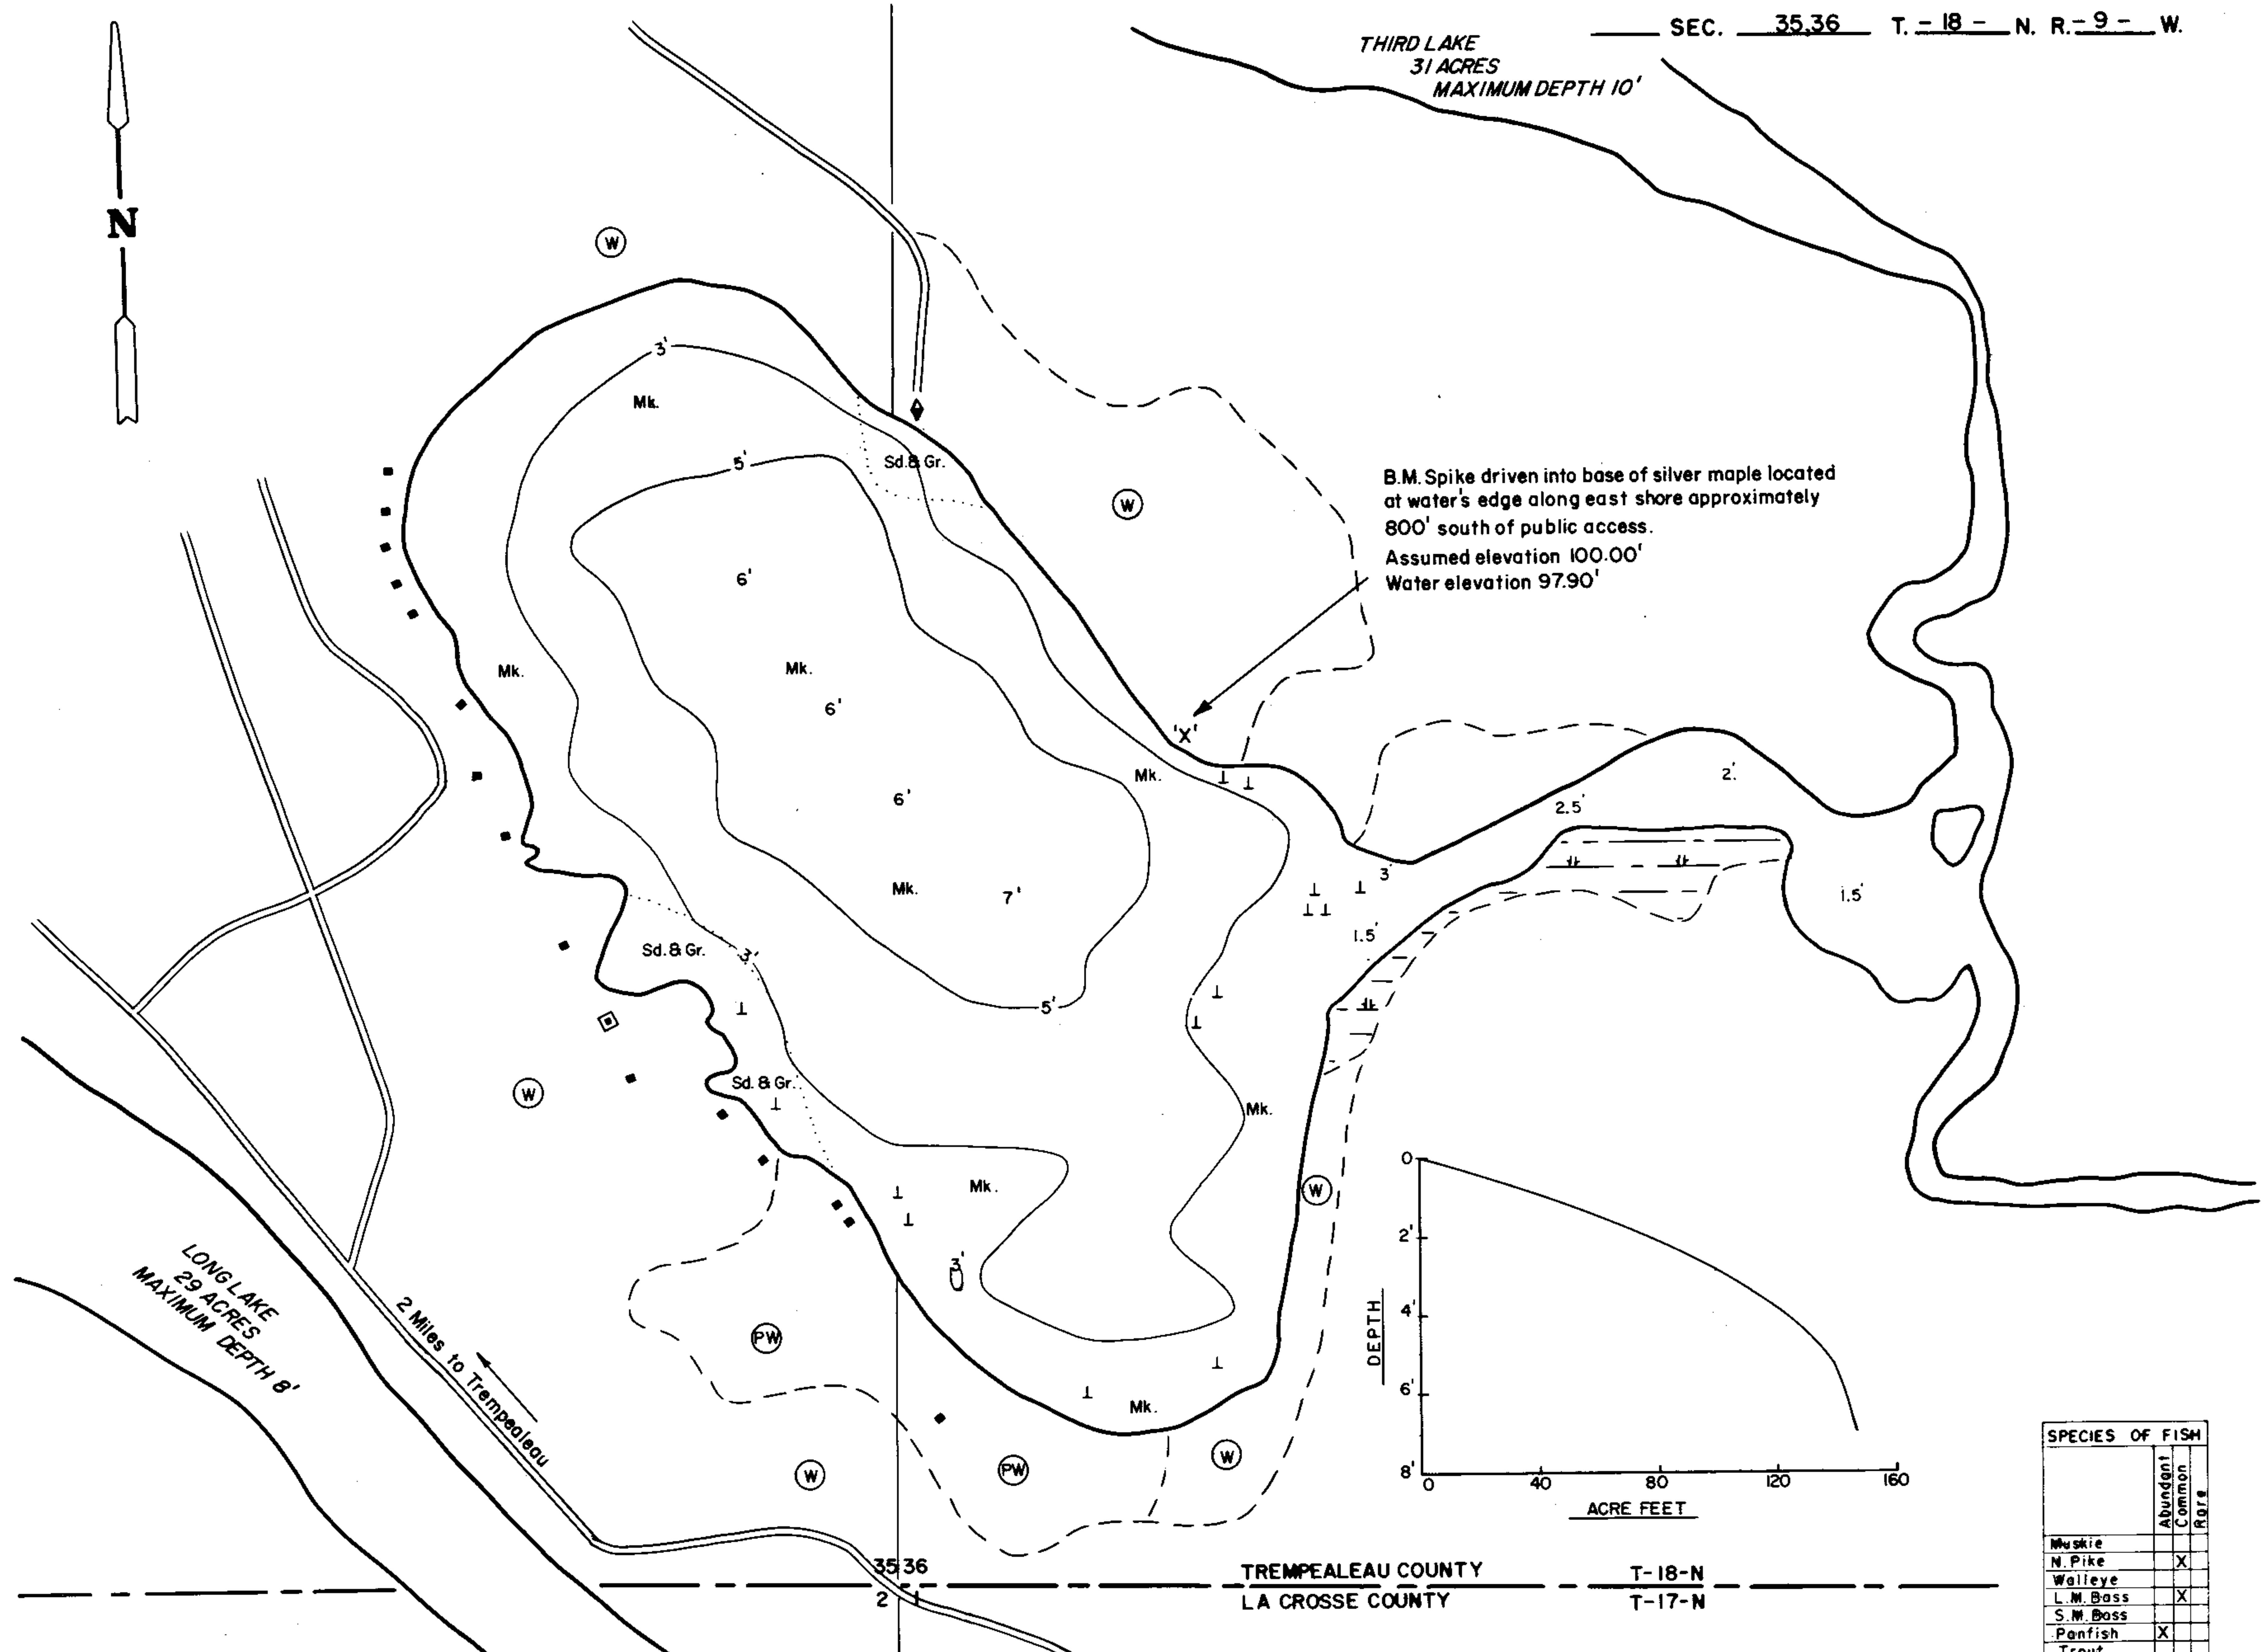 SEC. 35,36 T. - 18 - N. R. - 9 - W.
THIRD LAKE
31 ACRES
MAXIMUM DEPTH 10'
N
W
3'
Mk.
5'
Sd. & Gr.
W
B.M. Spike driven into base of silver maple located
at water's edge along east shore approximately
800' south of public access.
Assumed elevation 100.00'
Water elevation 97.90'
6'
Mk.
Mk.
6'
'X'
Mk.
2'
6'
2.5'
3'
Mk.
7'
1.5'
1.5'
Sd. & Gr.
3'
5'
W
Sd. & Gr.
Mk.
Mk.
W
3'
LONG LAKE
29 ACRES
MAXIMUM DEPTH 8'
2 Miles to Trempealeau
PW
Mk.
W
PW
W
0
2'
4'
6'
8'
DEPTH
0 40 80 120 160
ACRE FEET
SPECIES OF FISH
Abundant
Common
Rare
Muskie
N. Pike X
Walleye
L.M. Bass X
S.M. Bass
Panfish X
Trout
35 36
2 1
TREMPEALEAU COUNTY T-18-N
LA CROSSE COUNTY T-17-N